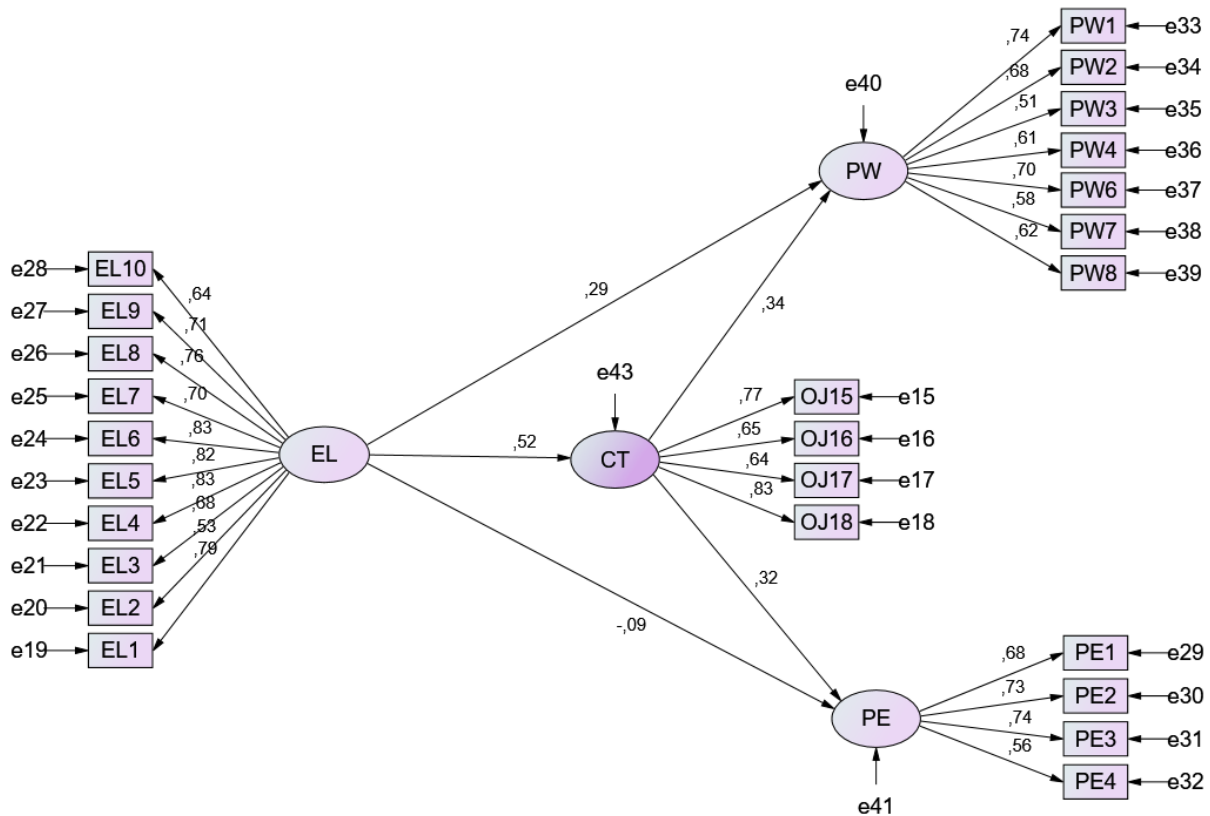 e40
PW
,74 PW1 e33
,68 PW2 e34
,51 PW3 e35
,61 PW4 e36
,70 PW6 e37
,58 PW7 e38
,62 PW8 e39
e28 EL10 ,64
e27 EL9 ,71
e26 EL8 ,76
e25 EL7 ,70
e24 EL6 ,83
e23 EL5 ,82
e22 EL4 ,83
e21 EL3 ,68
e20 EL2 ,53
e19 EL1 ,79
EL
,29
,34
,52
-,09
,32
e43
CT
,77 OJ15 e15
,65 OJ16 e16
,64 OJ17 e17
,83 OJ18 e18
PE
e41
,68 PE1 e29
,73 PE2 e30
,74 PE3 e31
,56 PE4 e32